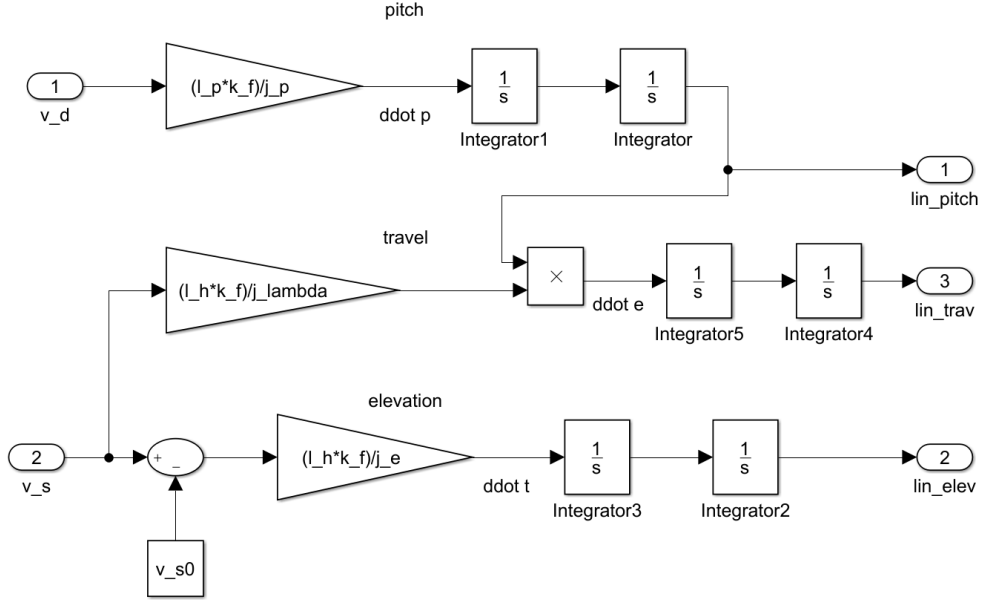 pitch
1
(l_p*k_f)/j_p
1
s
1
s
v_d
ddot p
Integrator1
Integrator
1
lin_pitch
travel
(l_h*k_f)/j_lambda
×
1
s
1
s
3
ddot e
lin_trav
Integrator5
Integrator4
elevation
2
+
_
(l_h*k_f)/j_e
1
s
1
s
2
v_s
ddot t
lin_elev
Integrator3
Integrator2
v_s0